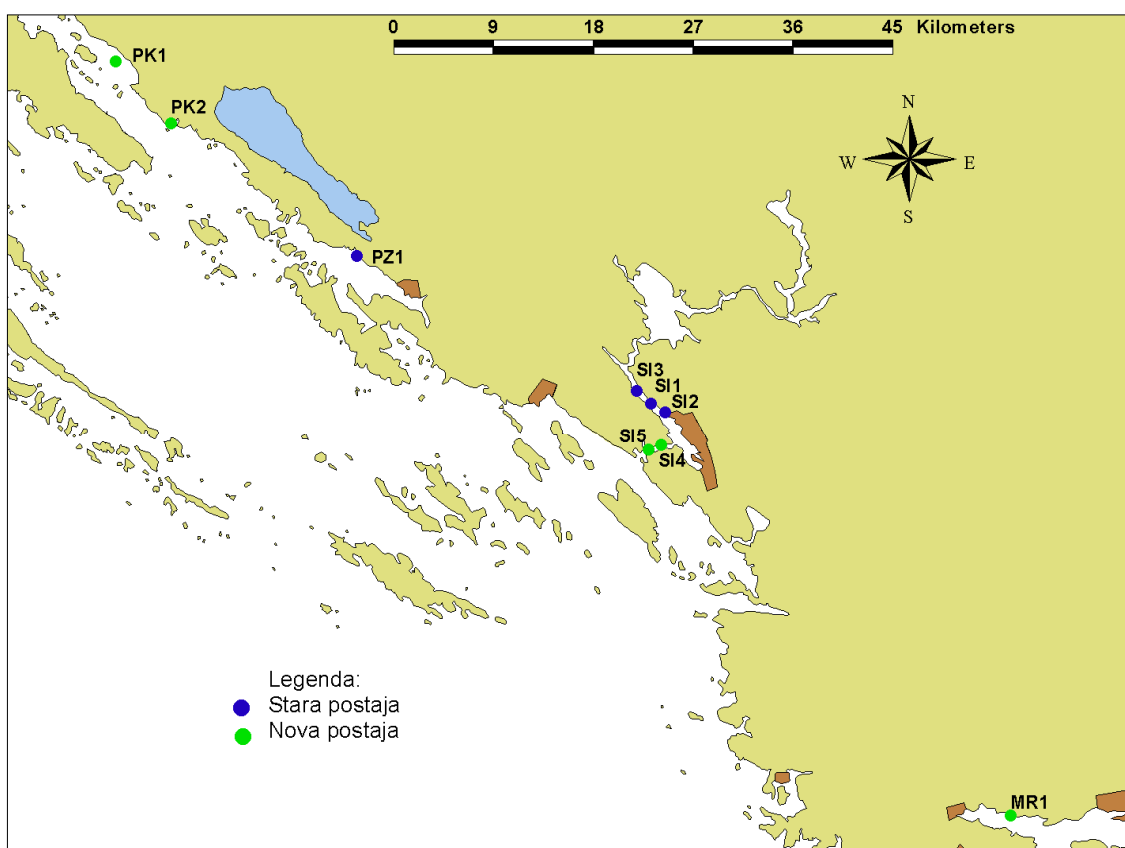 0 9 18 27 36 45 Kilometers
PK1
PK2
N
W E
S
PZ1
SI3
SI1
SI2
SI5
SI4
Legenda:
Stara postaja
Nova postaja
MR1